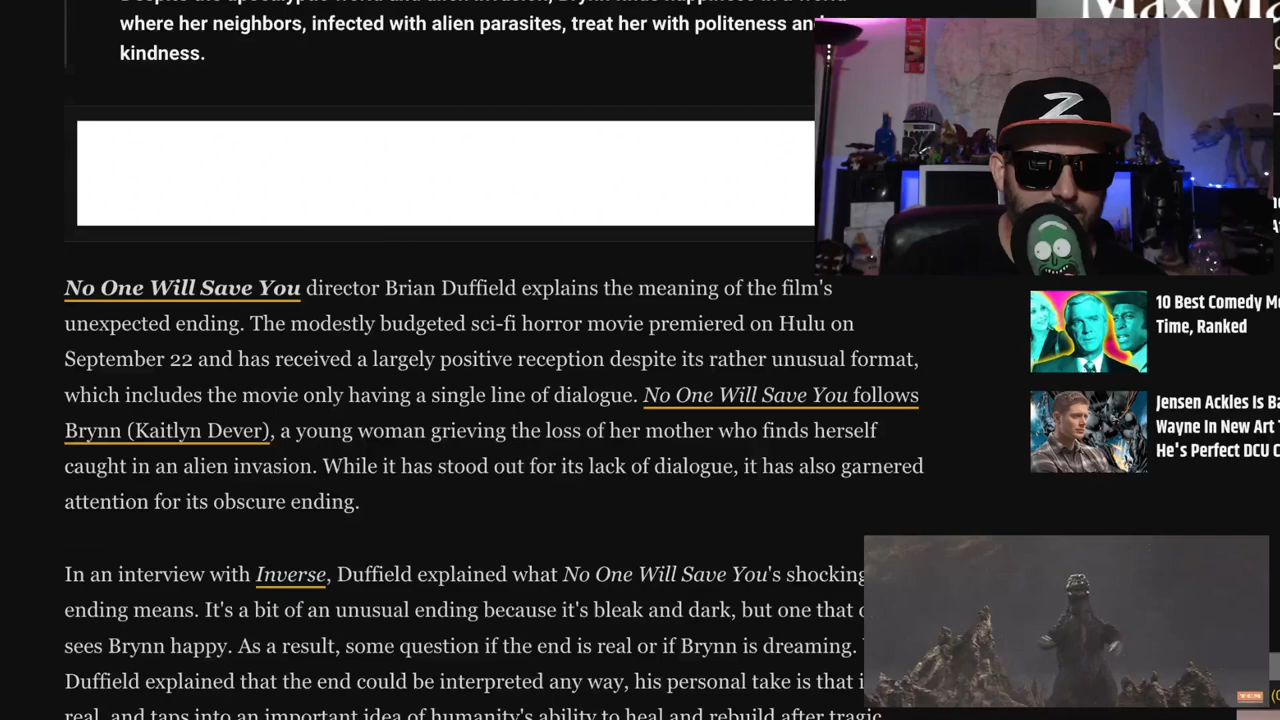 where her neighbors, infected with alien parasites, treat her with politeness and
kindness.
Z
No One Will Save You director Brian Duffield explains the meaning of the film's
unexpected ending. The modestly budgeted sci-fi horror movie premiered on Hulu on
September 22 and has received a largely positive reception despite its rather unusual format,
which includes the movie only having a single line of dialogue. No One Will Save You follows
Brynn (Kaitlyn Dever), a young woman grieving the loss of her mother who finds herself
caught in an alien invasion. While it has stood out for its lack of dialogue, it has also garnered
attention for its obscure ending.
In an interview with Inverse, Duffield explained what No One Will Save You's shocking
ending means. It's a bit of an unusual ending because it's bleak and dark, but one that
sees Brynn happy. As a result, some question if the end is real or if Brynn is dreaming.
Duffield explained that the end could be interpreted any way, his personal take is that
real, and taps into an important idea of humanity's ability to heal and rebuild after tragic
10 Best Comedy
Time, Ranked
Jensen Ackles Is
Wayne In New Art
He's Perfect DCU
TCM